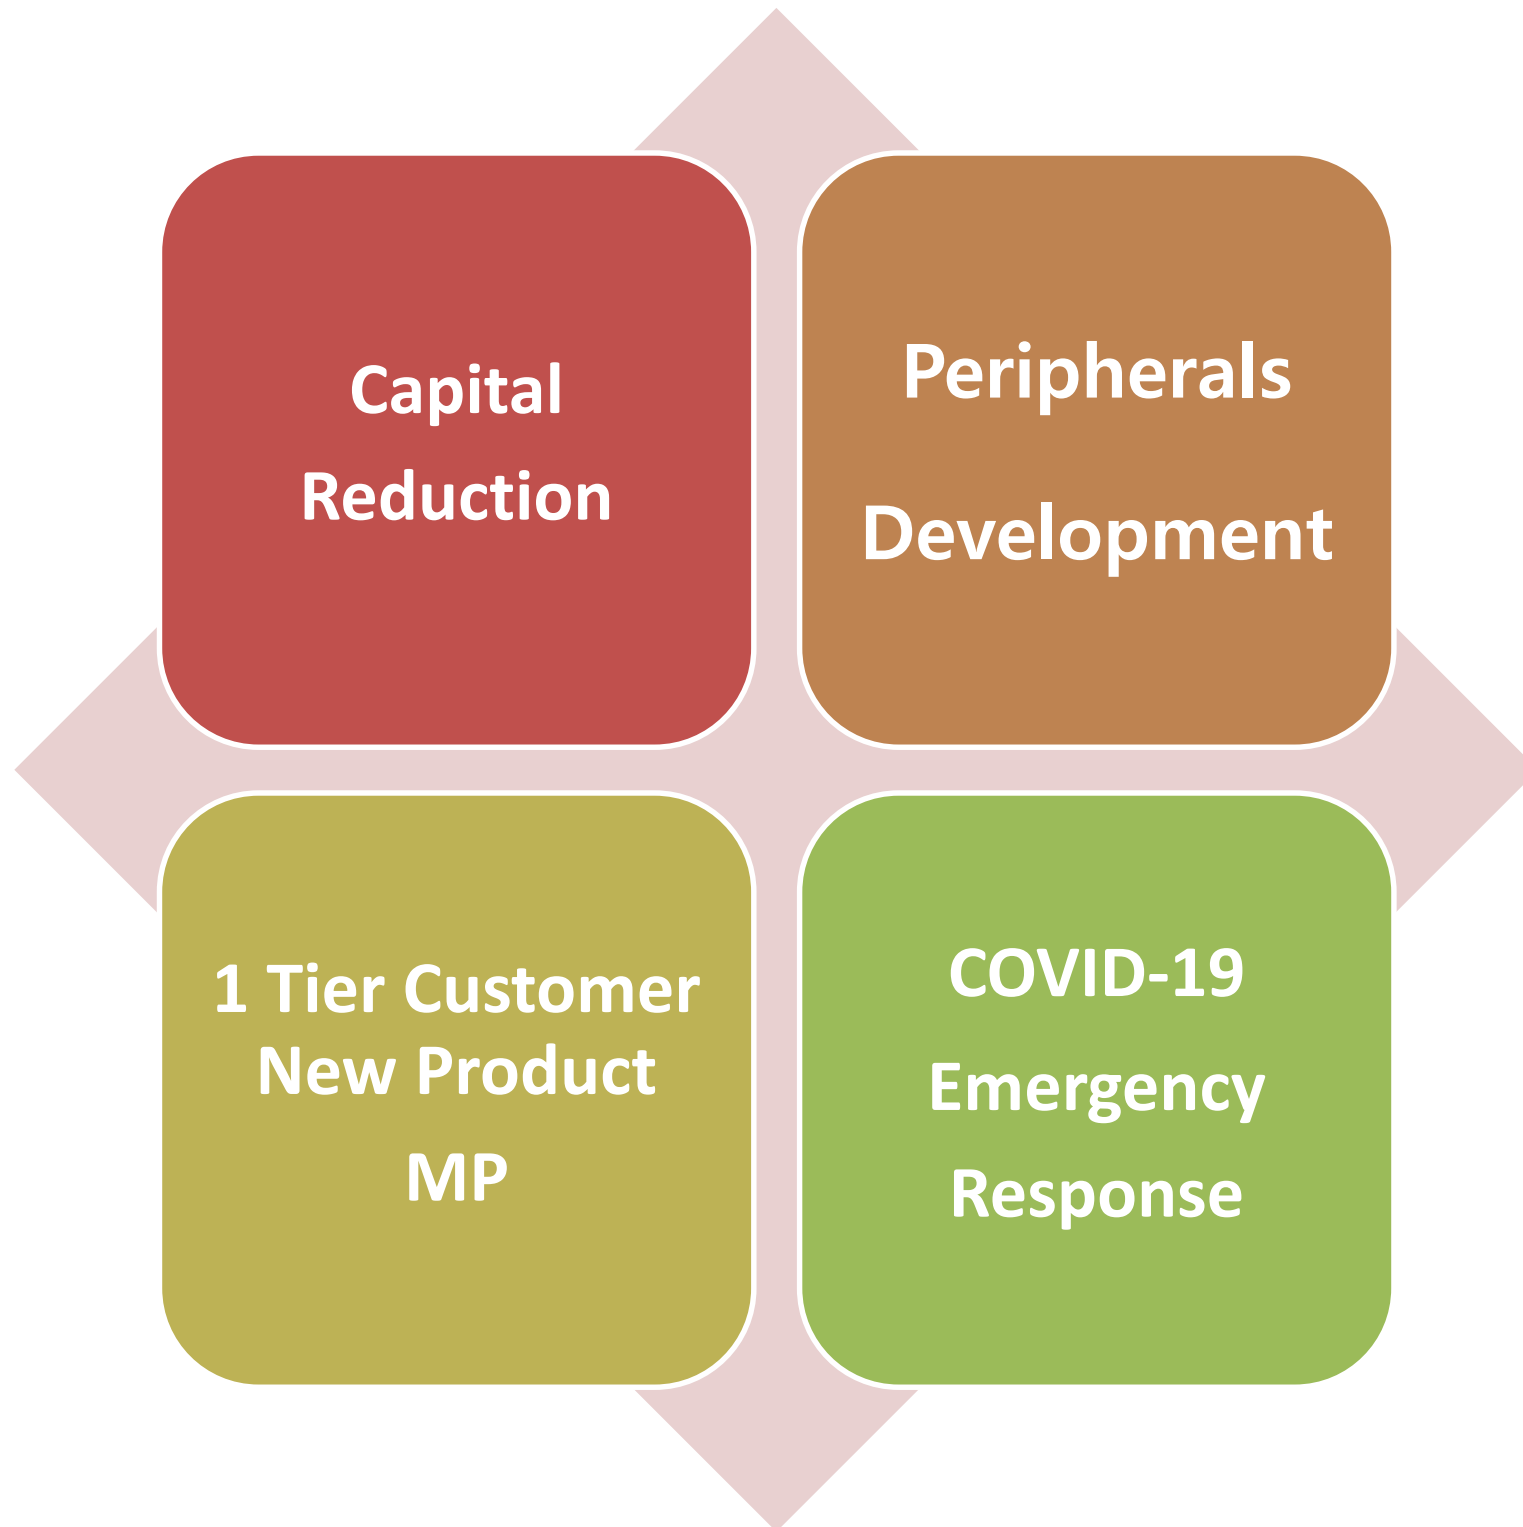 Capital
Reduction
Peripherals
Development
1 Tier Customer
New Product
MP
COVID-19
Emergency
Response